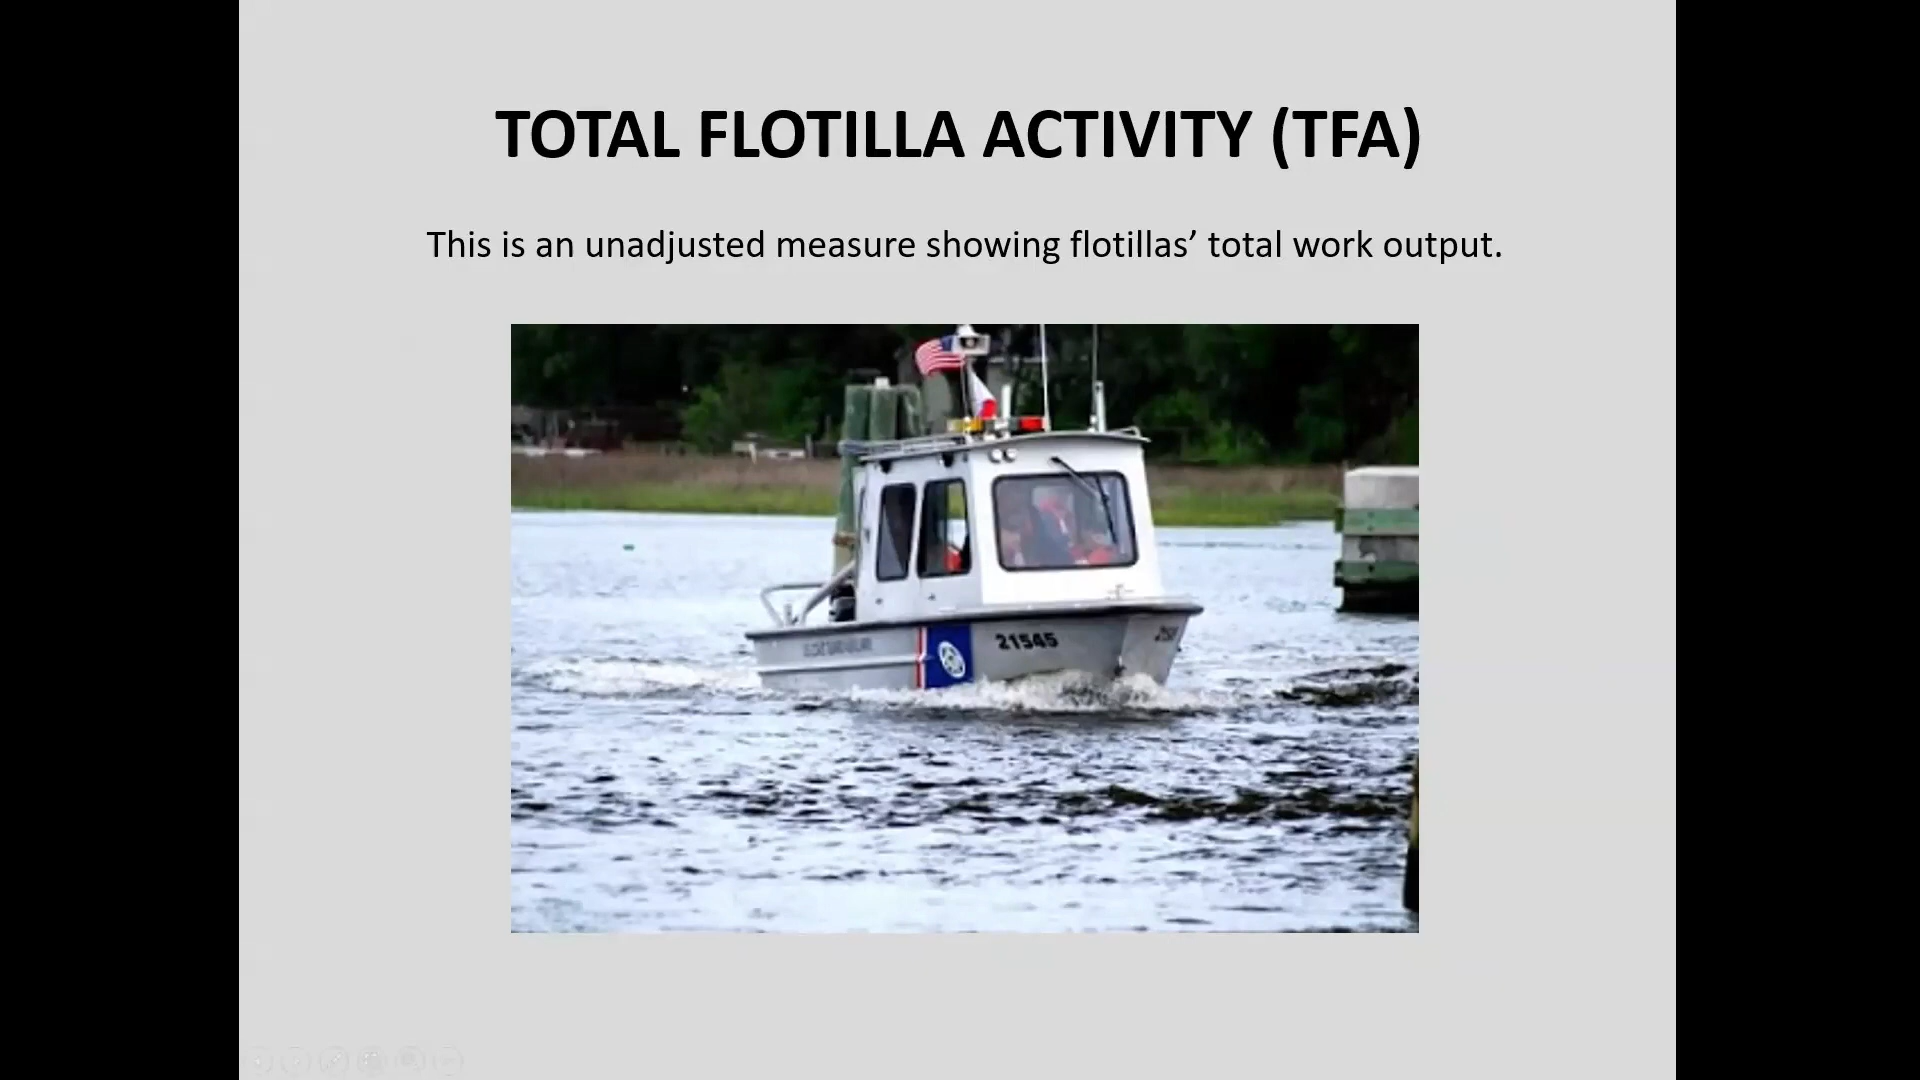 TOTAL FLOTILLA ACTIVITY (TFA)
This is an unadjusted measure showing flotillas’ total work output.
21545